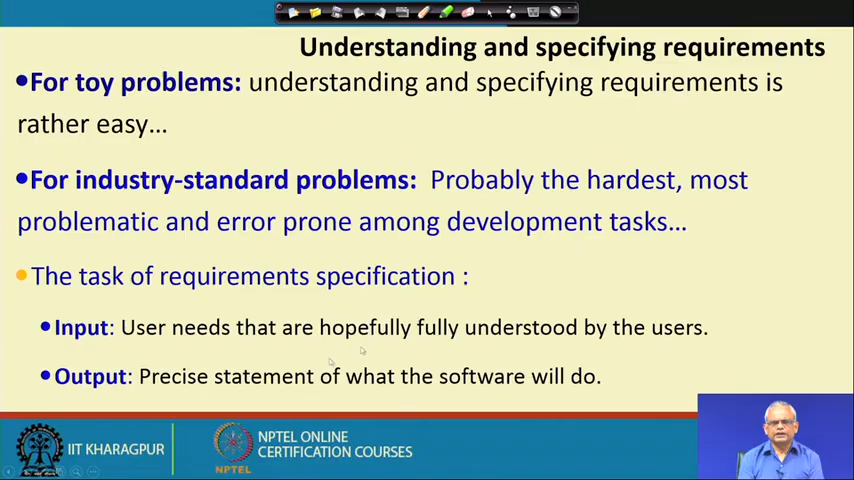 Understanding and specifying requirements
•For toy problems: understanding and specifying requirements is
rather easy…
•For industry-standard problems: Probably the hardest, most
problematic and error prone among development tasks…
•The task of requirements specification :
•Input: User needs that are hopefully fully understood by the users.
•Output: Precise statement of what the software will do.
IIT KHARAGPUR
NPTEL
NPTEL ONLINE
CERTIFICATION COURSES